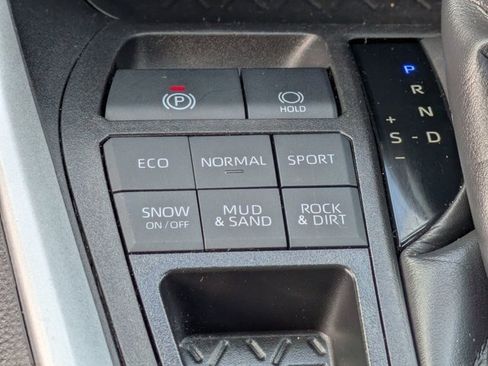 P
HOLD
ECO
NORMAL
SPORT
SNOW
ON/OFF
MUD
& SAND
ROCK
& DIRT
P
R
N
+
S - D
−